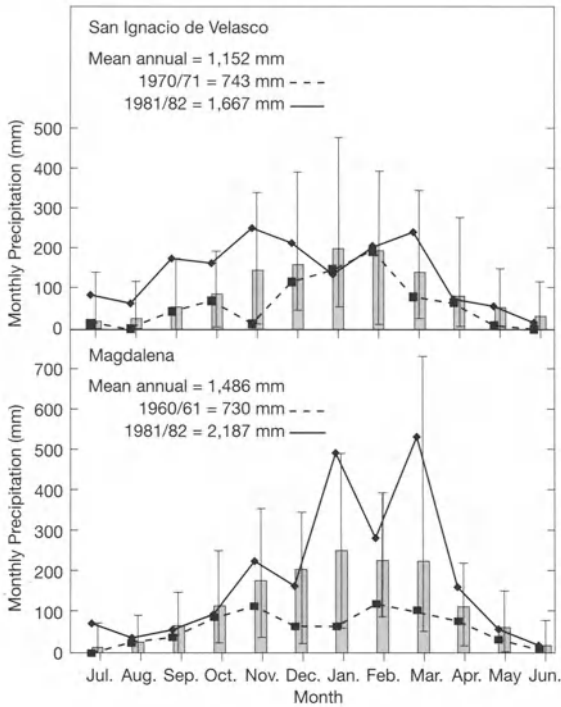 San Ignacio de Velasco
Mean annual = 1,152 mm
1970/71 = 743 mm
1981/82 = 1,667 mm
Monthly Precipitation (mm)
500
400
300
200
100
0
Magdalena
Mean annual = 1,486 mm
1960/61 = 730 mm
1981/82 = 2,187 mm
Monthly Precipitation (mm)
700
600
500
400
300
200
100
0
Jul. Aug. Sep. Oct. Nov. Dec. Jan. Feb. Mar. Apr. May Jun.
Month